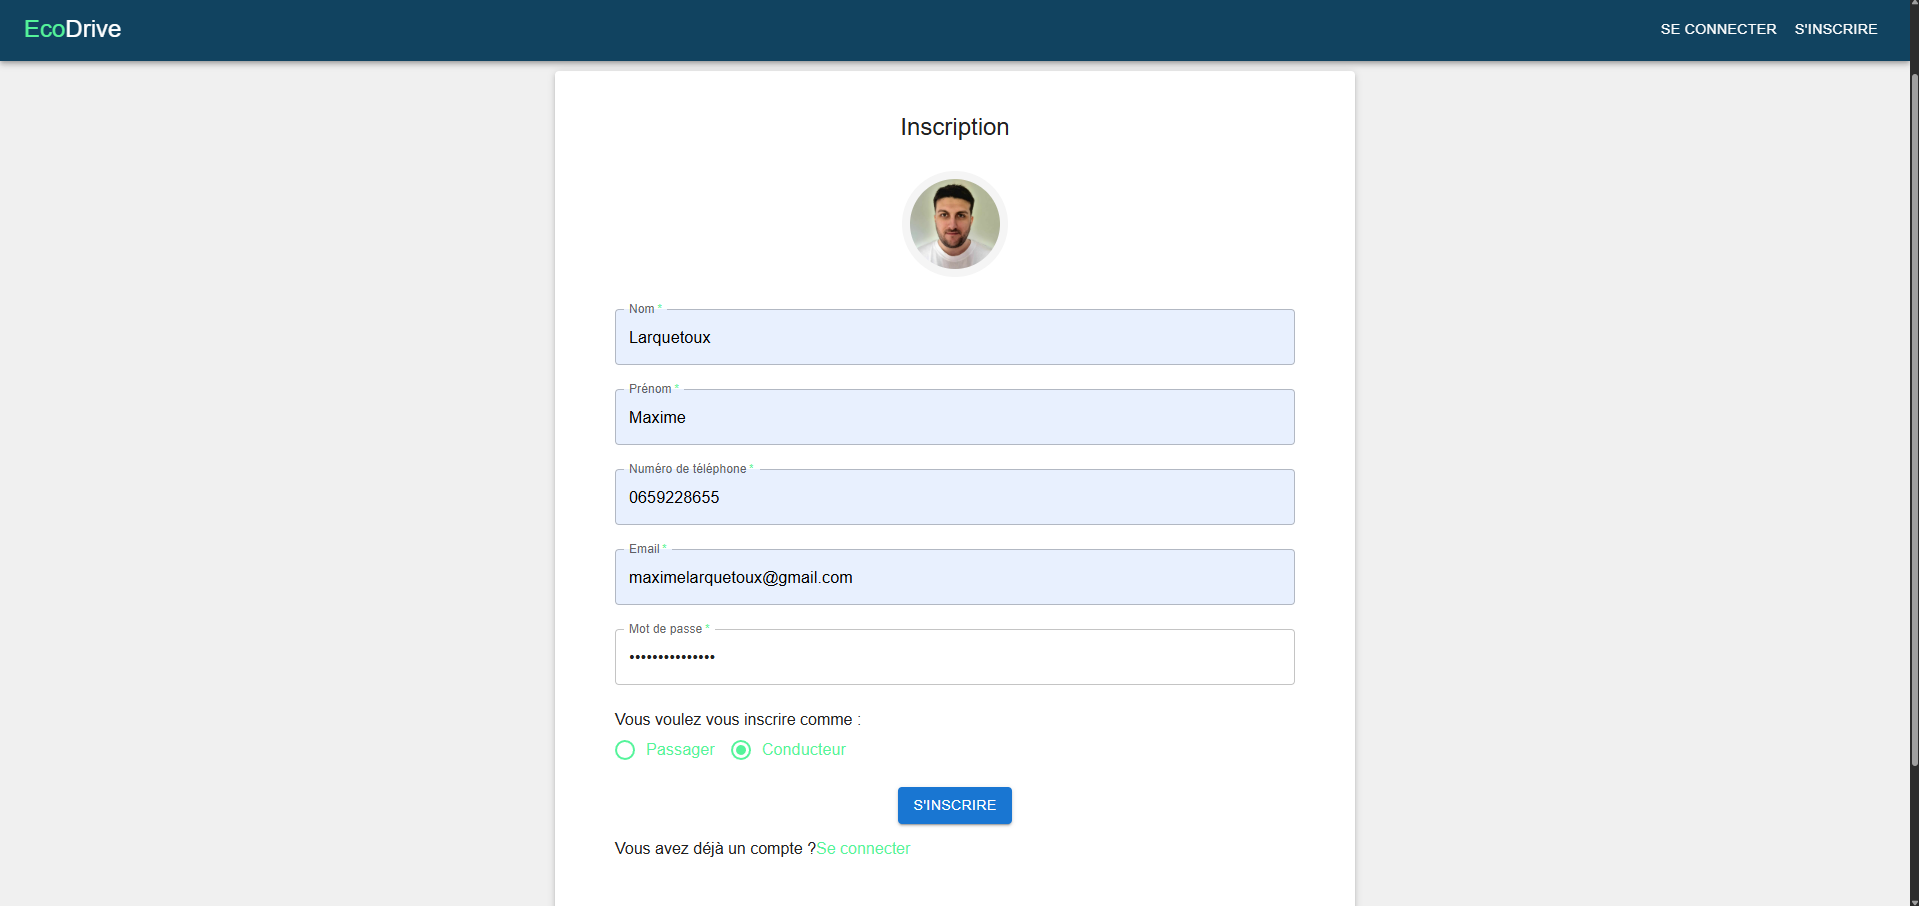 EcoDrive
SE CONNECTER S'INSCRIRE
Inscription
Nom *
Larquetoux
Prénom *
Maxime
Numéro de téléphone *
0659228655
Email *
maximelarquetoux@gmail.com
Mot de passe *
•••••••••••••••
Vous voulez vous inscrire comme :
Passager Conducteur
S'INSCRIRE
Vous avez déjà un compte ?Se connecter